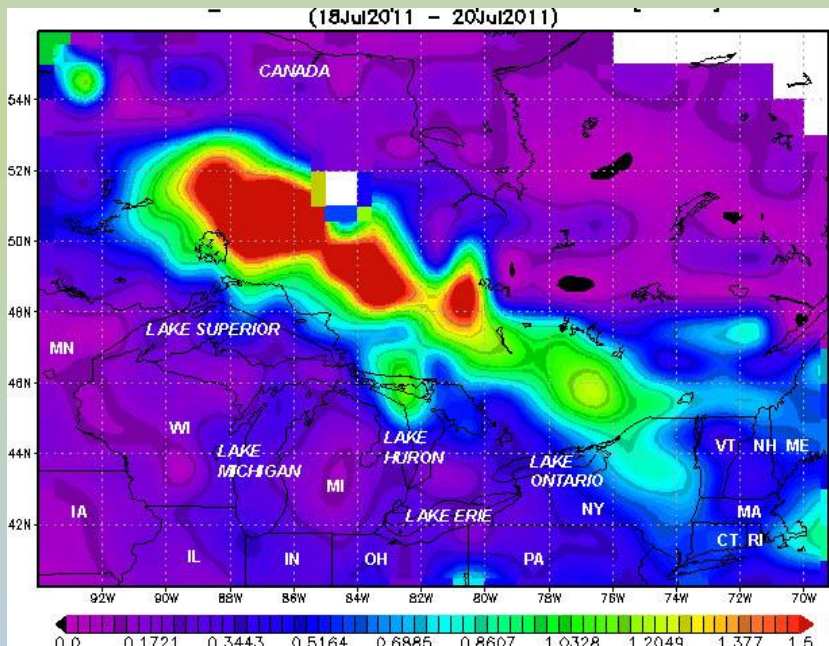 (18Jul2011 – 20Jul2011)
CANADA
54N
52N
50N
48N
LAKE SUPERIOR
MN
46N
WI
LAKE MICHIGAN
LAKE HURON
VT NH ME
44N
LAKE ONTARIO
MI
IA
LAKE ERIE
NY
MA
42N
CT RI
IL IN OH PA
92W 90W 88W 86W 84W 82W 80W 78W 76W 74W 72W 70W
0.0 0.1721 0.3443 0.5164 0.6885 0.8607 1.0328 1.2049 1.377 1.5